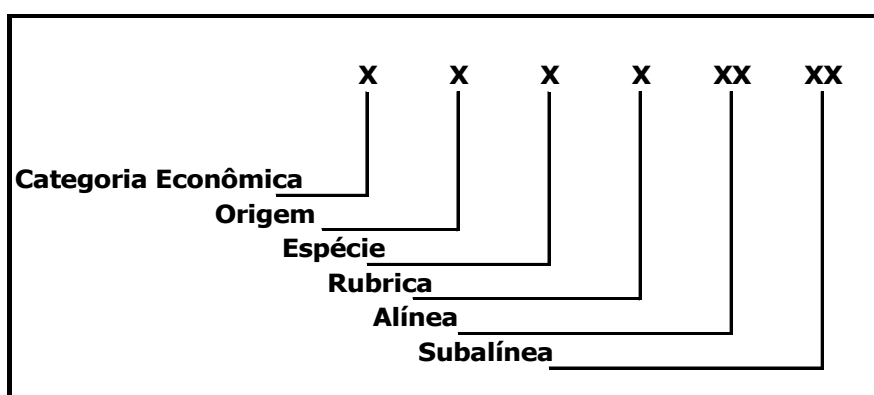 X X X X XX XX
Categoria Econômica
Origem
Espécie
Rubrica
Alínea
Subalínea